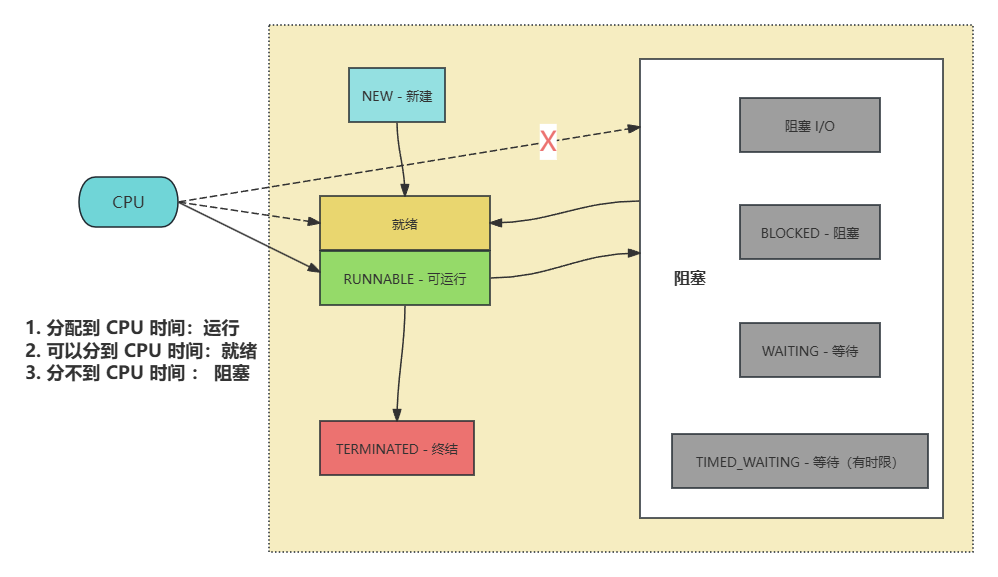 NEW - 新建
阻塞 I/O
X
CPU
就绪
BLOCKED - 阻塞
RUNNABLE - 可运行
阻塞
1. 分配到 CPU 时间：运行
2. 可以分到 CPU 时间：就绪
3. 分不到 CPU 时间 ： 阻塞
WAITING - 等待
TERMINATED - 终结
TIMED_WAITING - 等待（有时限）